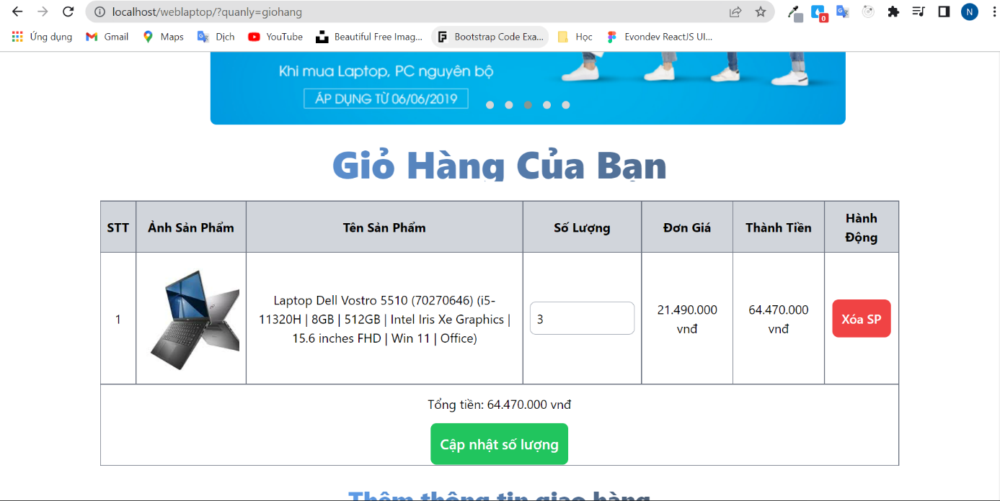 localhost/weblaptop/?quanly=giohang
0
N
Ứng dụng
Gmail
Maps
Dịch
YouTube
Beautiful Free Imag...
Bootstrap Code Exa...
Học
Evondev ReactJS UI...
Khi mua Laptop, PC nguyên bộ
ÁP DỤNG TỪ 06/06/2019
Giỏ Hàng Của Bạn
STT
Ảnh Sản Phẩm
Tên Sản Phẩm
Số Lượng
Đơn Giá
Thành Tiền
Hành
Động
1
Laptop Dell Vostro 5510 (70270646) (i5-
11320H | 8GB | 512GB | Intel Iris Xe Graphics |
15.6 inches FHD | Win 11 | Office)
3
21.490.000
vnđ
64.470.000
vnđ
Xóa SP
Tổng tiền: 64.470.000 vnđ
Cập nhật số lượng
Thêm thông tin giao hàng